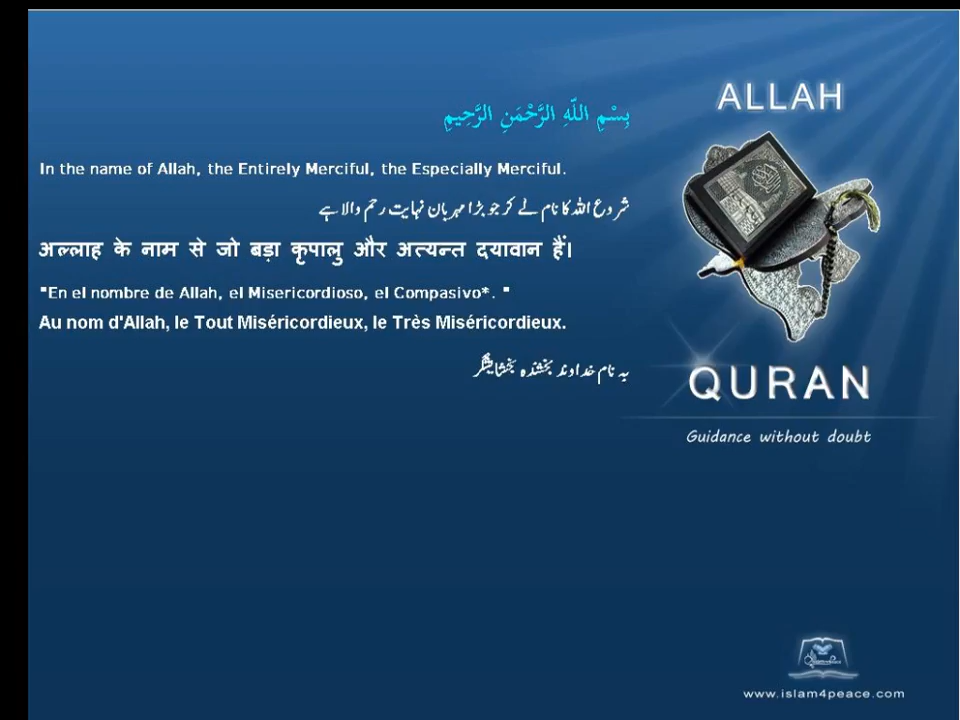 بِسْمِ اللَّهِ الرَّحْمَنِ الرَّحِيمِ
In the name of Allah, the Entirely Merciful, the Especially Merciful.
شروع الله کا نام لے کر جو بڑا مہربان نہایت رحم والا ہے
अल्लाह के नाम से जो बड़ा कृपालु और अत्यन्त दयावान हैं।
"En el nombre de Allah, el Misericordioso, el Compasivo*. "
Au nom d'Allah, le Tout Miséricordieux, le Très Miséricordieux.
به نام خداوند بخشنده بخشایشگر
ALLAH
QURAN
Guidance without doubt
www.islam4peace.com